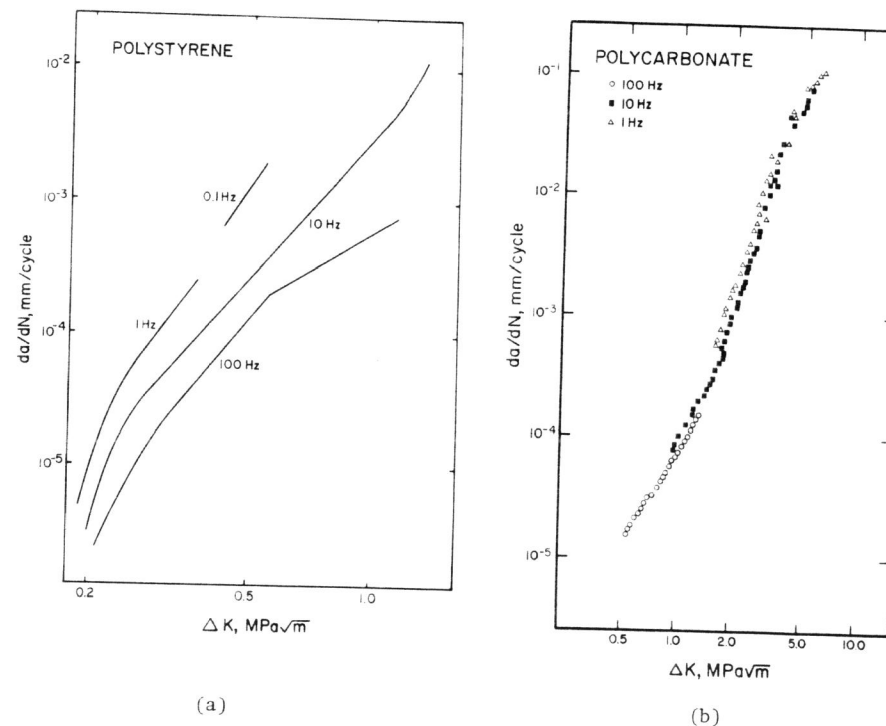 POLYSTYRENE
10⁻²
10⁻³
10⁻⁴
10⁻⁵
da/dN, mm/cycle
0.1 Hz
10 Hz
1 Hz
100 Hz
0.2
0.5
1.0
Δ K, MPa√m
(a)
POLYCARBONATE
○ 100 Hz
■ 10 Hz
△ 1 Hz
10⁻¹
10⁻²
10⁻³
10⁻⁴
10⁻⁵
da/dN, mm/cycle
0.5
1.0
2.0
5.0
10.0
ΔK, MPa√m
(b)